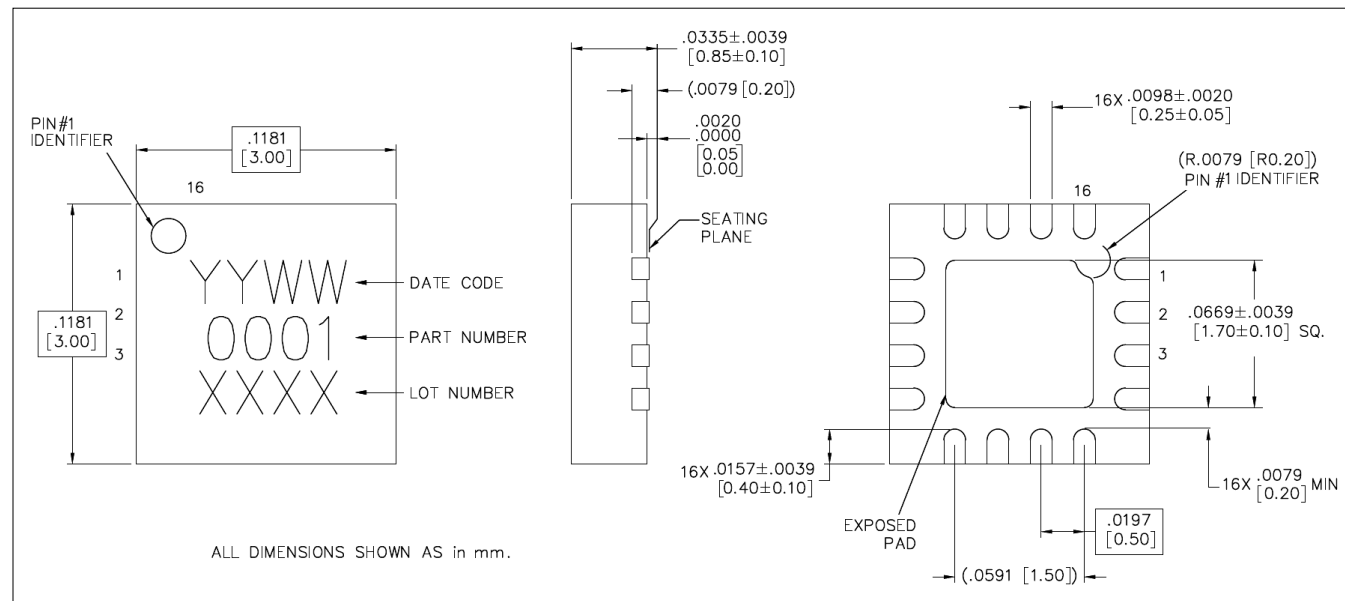 PIN#1
IDENTIFIER
.1181
[3.00]
16
1
2
3
.1181
[3.00]
YYWW
DATE CODE
0001
PART NUMBER
XXXX
LOT NUMBER
ALL DIMENSIONS SHOWN AS in mm.
.0335±.0039
[0.85±0.10]
(.0079 [0.20])
.0020
.0000
[0.05]
[0.00]
SEATING
PLANE
16X .0098±.0020
[0.25±0.05]
(R.0079 [R0.20])
PIN #1 IDENTIFIER
16
1
2
3
.0669±.0039
[1.70±0.10] SQ.
16X .0157±.0039
[0.40±0.10]
EXPOSED
PAD
16X .0079 MIN
[0.20]
.0197
[0.50]
(.0591 [1.50])